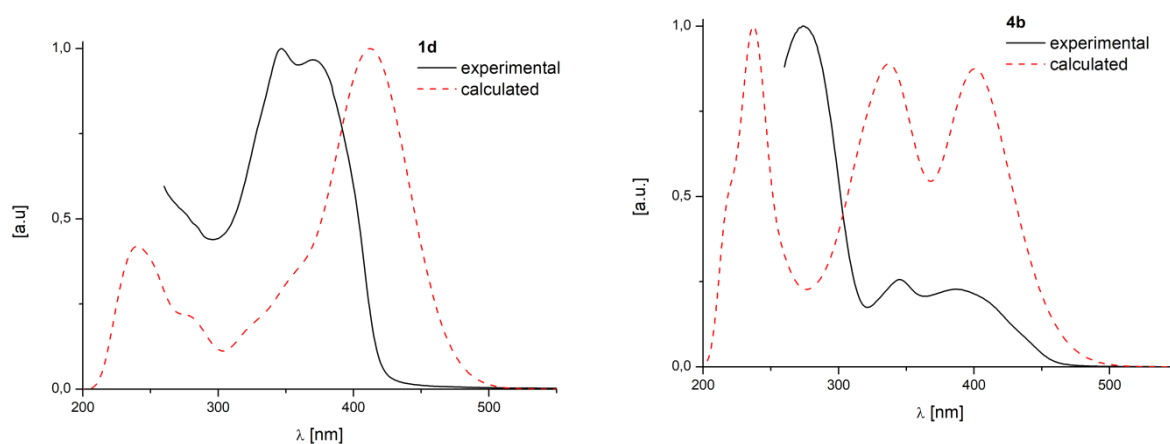 1d
experimental
calculated
1,0
0,5
0,0
[a.u]
200
300
400
500
λ [nm]
4b
experimental
calculated
1,0
0,5
0,0
[a.u.]
200
300
400
500
λ [nm]